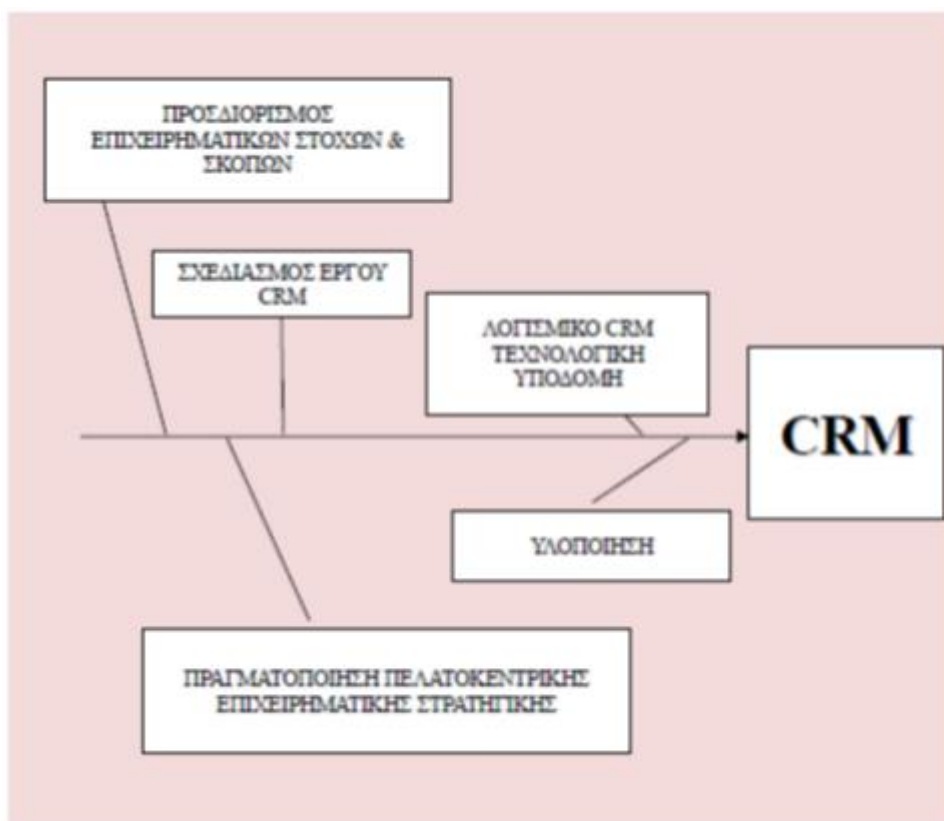 ΠΡΟΣΔΙΟΡΙΣΜΟΣ
ΕΠΙΧΕΙΡΗΜΑΤΙΚΩΝ ΣΤΟΧΩΝ &
ΣΚΟΠΩΝ
ΣΧΕΔΙΑΣΜΟΣ ΕΡΓΟΥ
CRM
ΛΟΓΙΣΜΙΚΟ CRM
ΤΕΧΝΟΛΟΓΙΚΗ
ΥΠΟΔΟΜΗ
CRM
ΥΛΟΠΟΙΗΣΗ
ΠΡΑΓΜΑΤΟΠΟΙΗΣΗ ΠΕΛΑΤΟΚΕΝΤΡΙΚΗΣ
ΕΠΙΧΕΙΡΗΜΑΤΙΚΗΣ ΣΤΡΑΤΗΓΙΚΗΣ